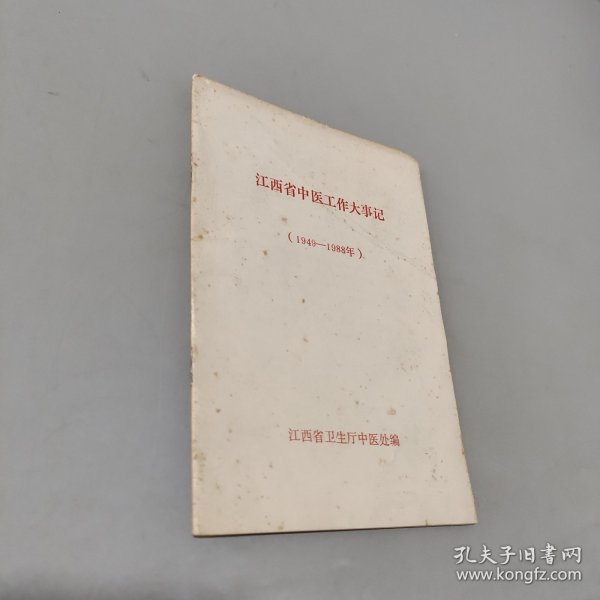 江西省中医工作大事记
(1949—1988年)
江西省卫生厅中医处编
孔夫子旧书网
www.kongfz.com